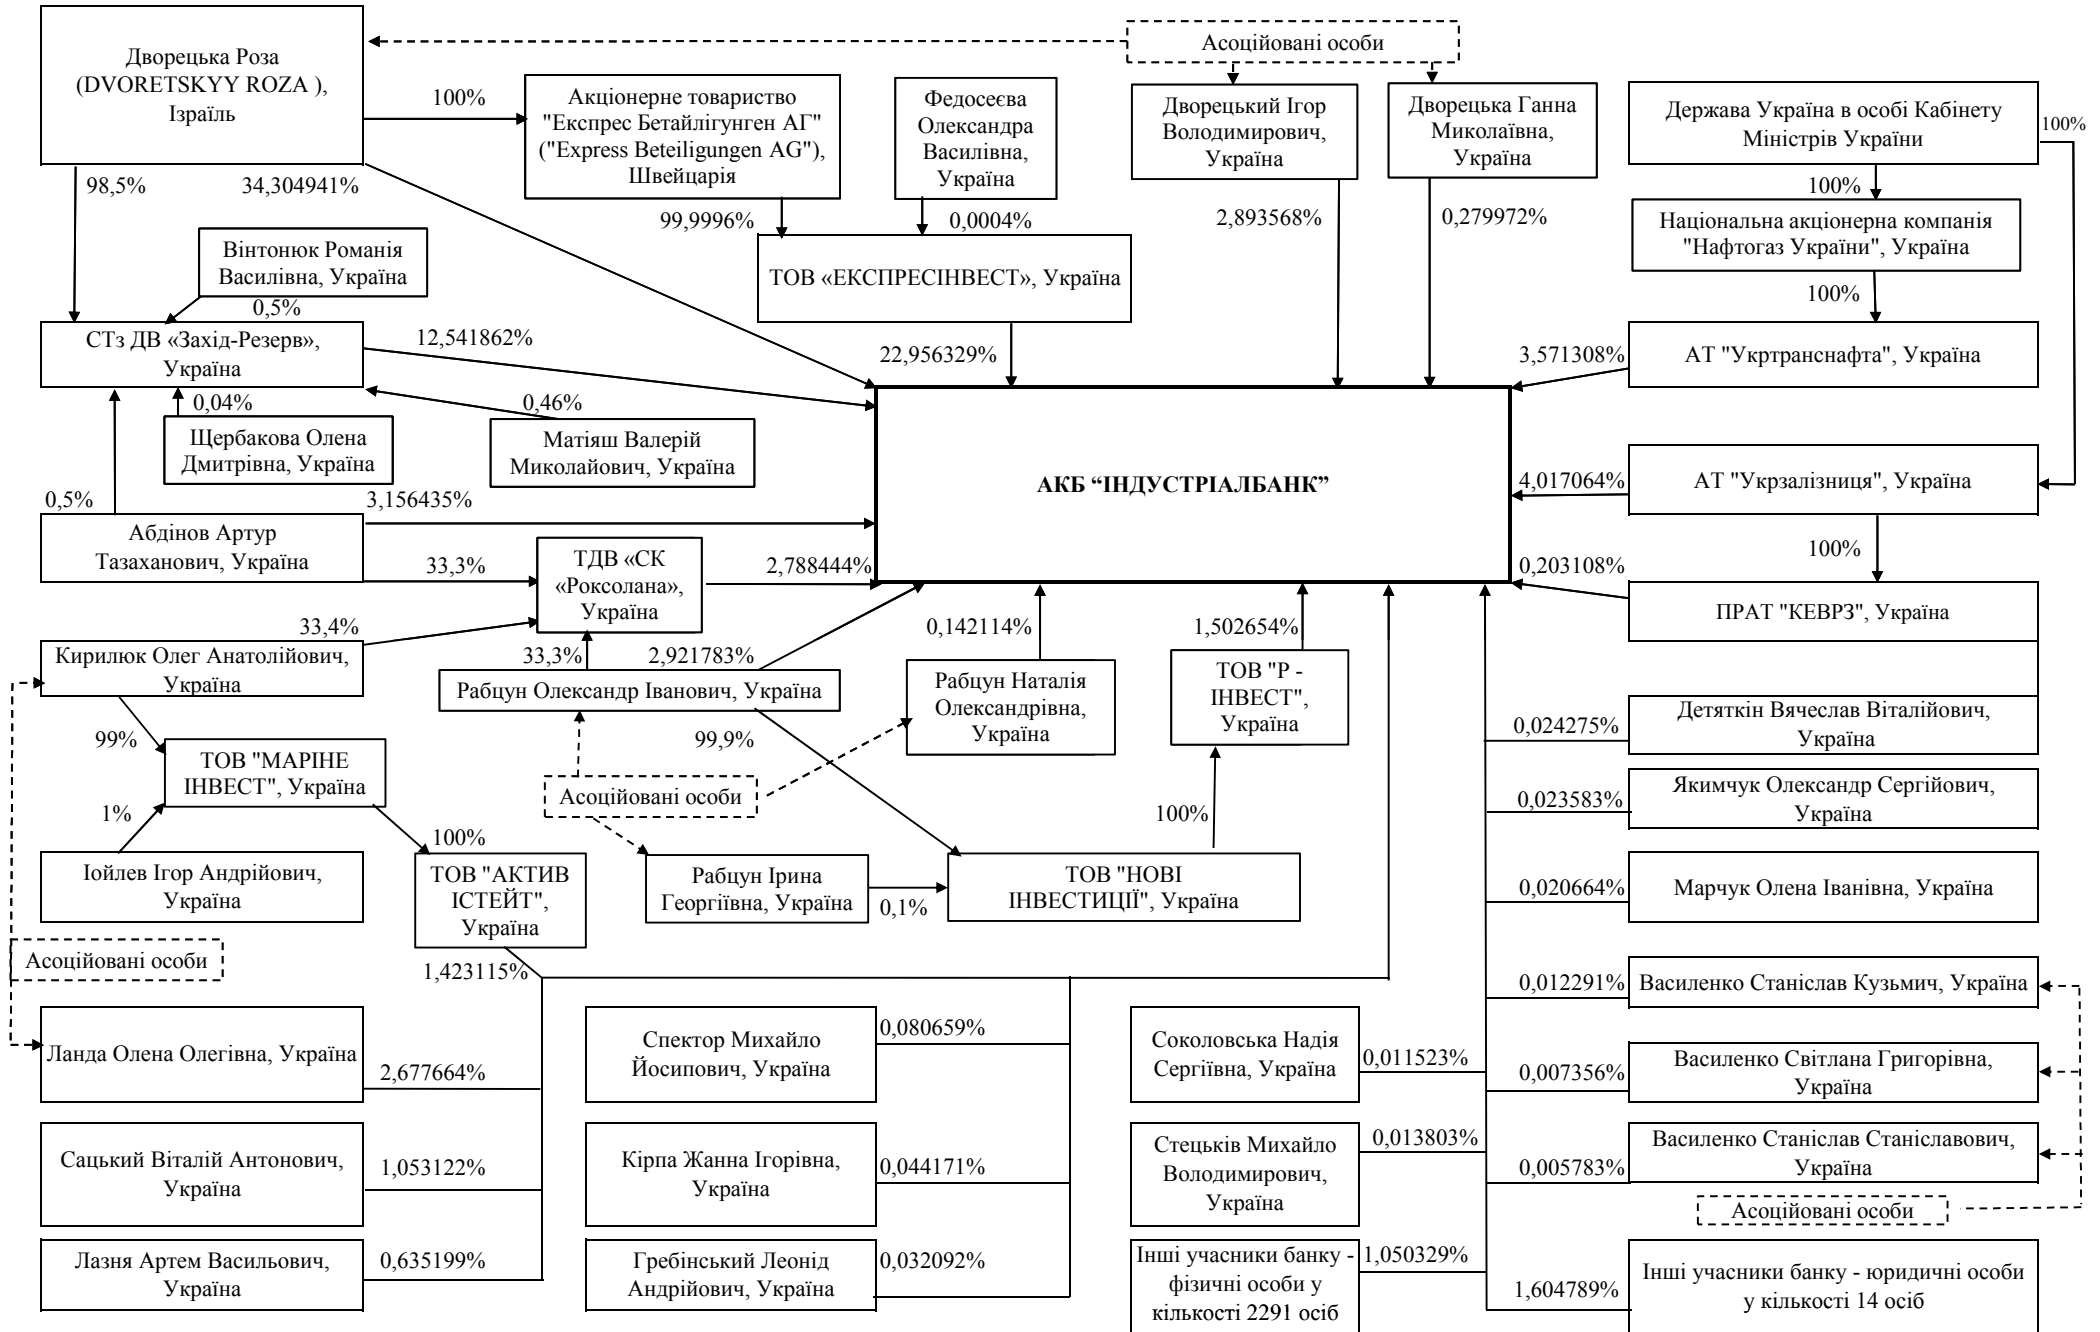 Дворецька Роза
(DVORETSKYY ROZA ),
Ізраїль
Асоційовані особи
100%
Акціонерне товариство
"Експрес Бетайлігунген АГ"
("Express Beteiligungen AG"),
Швейцарія
Федосеєва
Олександра
Василівна,
Україна
Дворецький Ігор
Володимирович,
Україна
Дворецька Ганна
Миколаївна,
Україна
Держава Україна в особі Кабінету
Міністрів України
100%
98,5%
34,304941%
99,9996%
0,0004%
2,893568%
0,279972%
100%
Національна акціонерна компанія
"Нафтогаз України", Україна
Вінтонюк Романія
Василівна, Україна
ТОВ «ЕКСПРЕСІНВЕСТ», Україна
0,5%
100%
СТз ДВ «Захід-Резерв»,
Україна
12,541862%
22,956329%
3,571308%
АТ "Укртранснафта", Україна
0,04%
0,46%
Щербакова Олена
Дмитрівна, Україна
Матіяш Валерій
Миколайович, Україна
АКБ “ІНДУСТРІАЛБАНК”
4,017064%
АТ "Укрзалізниця", Україна
0,5%
3,156435%
Абдінов Артур
Тазаханович, Україна
33,3%
ТДВ «СК
«Роксолана»,
Україна
2,788444%
100%
0,203108%
ПРАТ "КЕВРЗ", Україна
33,4%
Кирилюк Олег Анатолійович,
Україна
33,3%
2,921783%
0,142114%
1,502654%
Рабцун Олександр Іванович, Україна
Рабцун Наталія
Олександрівна,
Україна
ТОВ "Р -
ІНВЕСТ",
Україна
Детяткін Вячеслав Віталійович,
Україна
0,024275%
99%
99,9%
ТОВ "МАРІНЕ
ІНВЕСТ", Україна
Асоційовані особи
Якимчук Олександр Сергійович,
Україна
0,023583%
1%
100%
100%
Іойлев Ігор Андрійович,
Україна
ТОВ "АКТИВ
ІСТЕЙТ",
Україна
Рабцун Ірина
Георгіївна, Україна
0,1%
ТОВ "НОВІ
ІНВЕСТИЦІЇ", Україна
0,020664%
Марчук Олена Іванівна, Україна
Асоційовані особи
1,423115%
0,012291%
Василенко Станіслав Кузьмич, Україна
Ланда Олена Олегівна, Україна
2,677664%
Спектор Михайло
Йосипович, Україна
0,080659%
Соколовська Надія
Сергіївна, Україна
0,011523%
0,007356%
Василенко Світлана Григорівна,
Україна
Сацький Віталій Антонович,
Україна
1,053122%
Кірпа Жанна Ігорівна,
Україна
0,044171%
Стецьків Михайло
Володимирович,
Україна
0,013803%
0,005783%
Василенко Станіслав Станіславович,
Україна
Асоційовані особи
Лазня Артем Васильович,
Україна
0,635199%
Гребінський Леонід
Андрійович, Україна
0,032092%
Інші учасники банку -
фізичні особи у
кількості 2291 осіб
1,050329%
1,604789%
Інші учасники банку - юридичні особи
у кількості 14 осіб